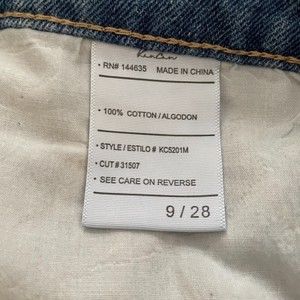 KanCan
• RN# 144635 MADE IN CHINA
• 100% COTTON / ALGODON
• STYLE / ESTILO # KC5201M
• CUT # 31507
• SEE CARE ON REVERSE
9 / 28